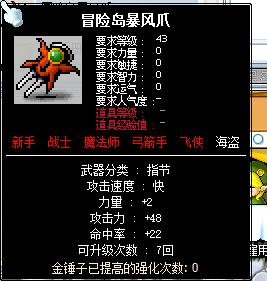 冒险岛暴风爪
要求等级： 43
要求力量： 0
要求敏捷： 0
要求智力： 0
要求运气： 0
要求人气度： -
道具等级： -
道具经验值： -
新手 战士 魔法师 弓箭手 飞侠 海盗
武器分类： 指节
攻击速度： 快
力量： +2
攻击力： +48
命中率： +22
可升级次数： 7回
金锤子已提高的强化次数: 0